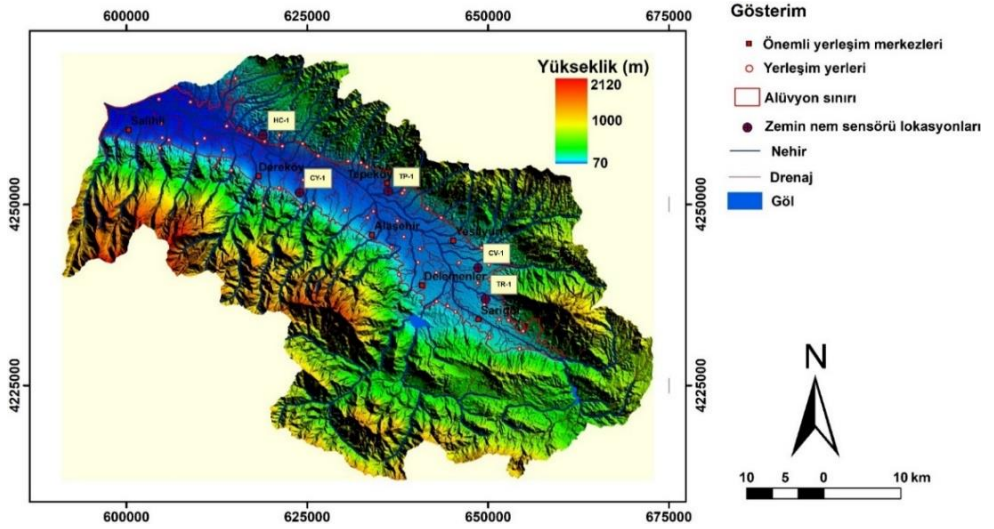 600000 625000 650000 675000
Gösterim
Önemli yerleşim merkezleri
Yerleşim yerleri
Alüvyon sınırı
Zemin nem sensörü lokasyonları
Nehir
Drenaj
Göl
Yükseklik (m)
2120
1000
70
Salihli
HC-1
Dereköy
CY-1
Tepeköy
TP-1
Alaşehir
Yeşilyurt
CV-1
Delemenler
TR-1
Sarıgöl
4250000
4250000
4225000
4225000
N
10 5 0 10 km
600000 625000 650000 675000